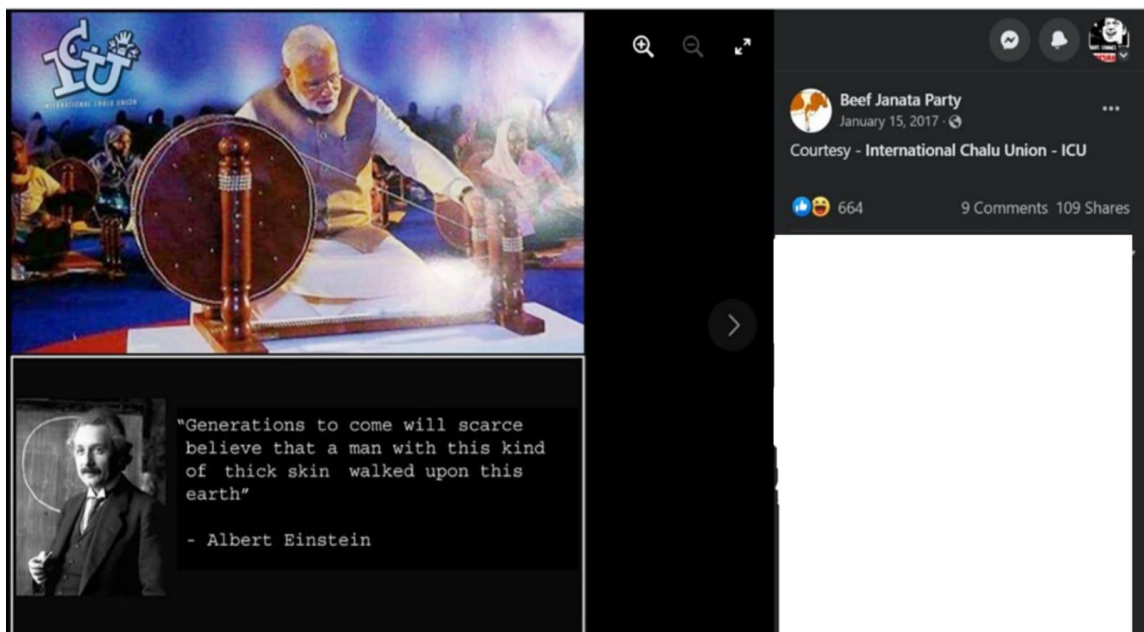 ICU
INTERNATIONAL CHALU UNION
Beef Janata Party
January 15, 2017 ·
Courtesy - International Chalu Union - ICU
664
9 Comments 109 Shares
"Generations to come will scarce
believe that a man with this kind
of thick skin walked upon this
earth"
- Albert Einstein